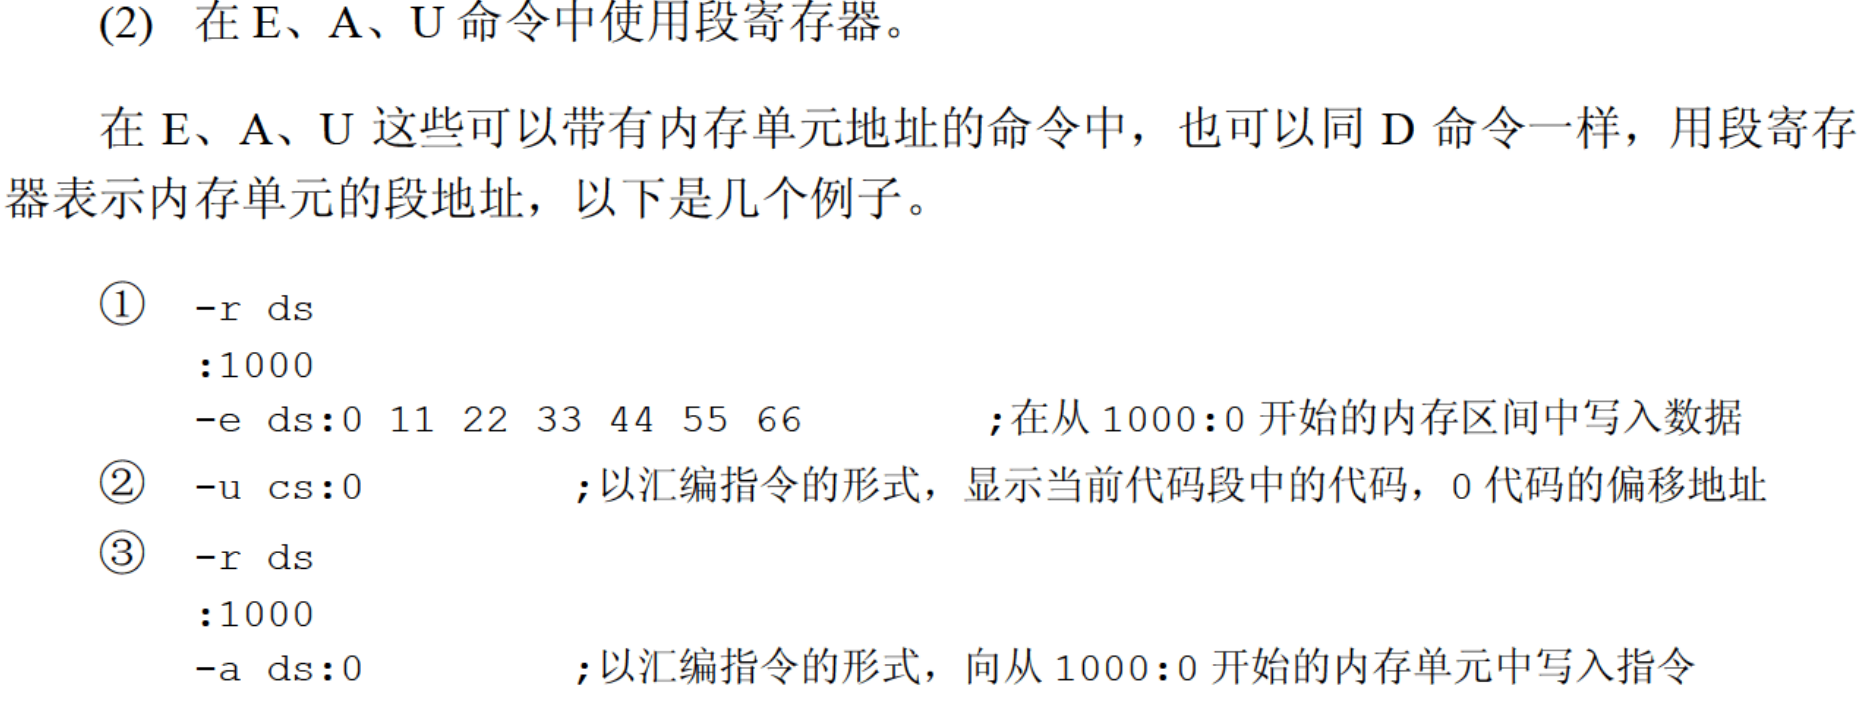 (2) 在 E、A、U 命令中使用段寄存器。
在 E、A、U 这些可以带有内存单元地址的命令中，也可以同 D 命令一样，用段寄存
器表示内存单元的段地址，以下是几个例子。
① -r ds
:1000
-e ds:0 11 22 33 44 55 66 ;在从 1000:0 开始的内存区间中写入数据
② -u cs:0 ;以汇编指令的形式，显示当前代码段中的代码，0 代码的偏移地址
③ -r ds
:1000
-a ds:0 ;以汇编指令的形式，向从 1000:0 开始的内存单元中写入指令